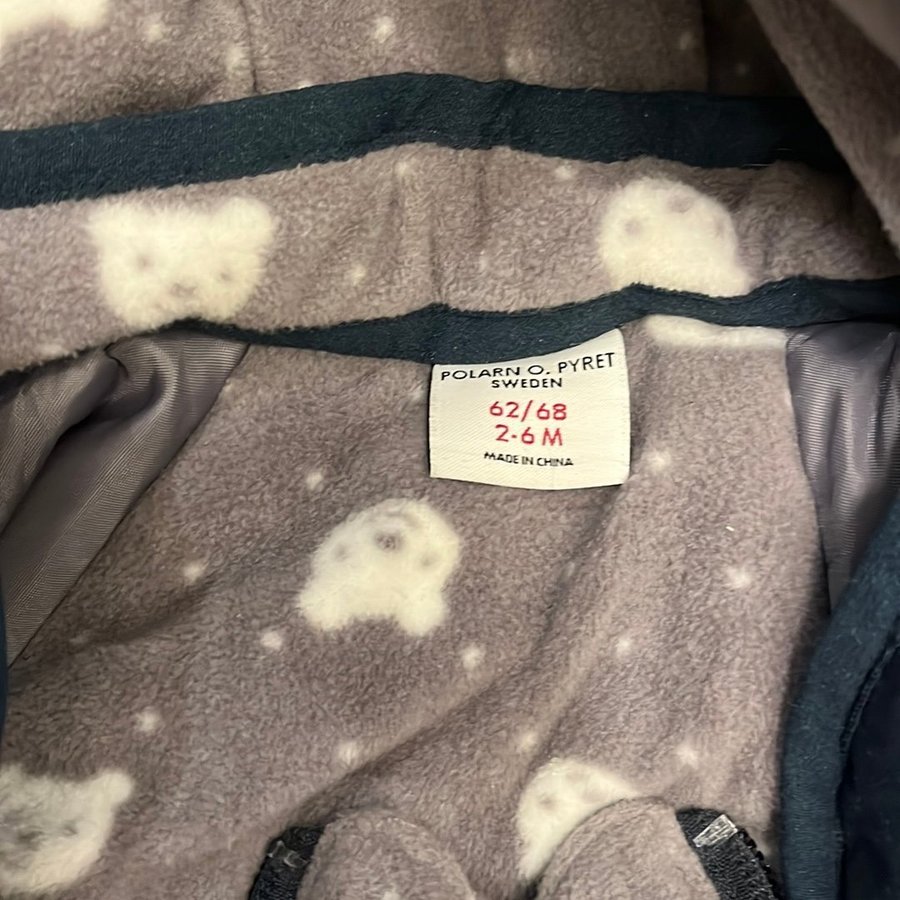 POLARN O. PYRET
SWEDEN
62/68
2-6 M
MADE IN CHINA